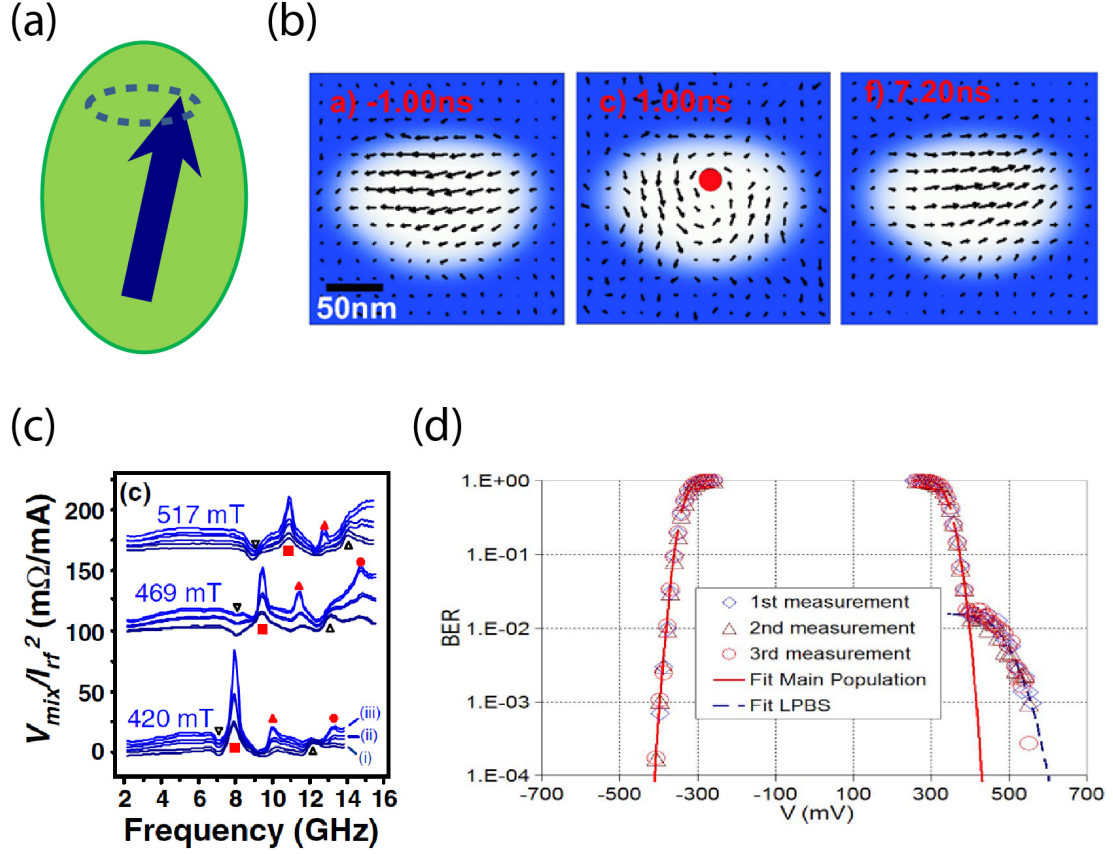 (a)
(b)
a) -1.00ns
c) 1.00ns
f) 7.20ns
50nm
(c)
(d)
(c)
517 mT
469 mT
420 mT
(iii)
(ii)
(i)
200
150
100
50
0
V_mix/I_rf^2 (mΩ/mA)
2 4 6 8 10 12 14 16
Frequency (GHz)
1.E+00
1.E-01
1.E-02
1.E-03
1.E-04
BER
1st measurement
2nd measurement
3rd measurement
Fit Main Population
Fit LPBS
-700 -500 -300 -100 100 300 500 700
V (mV)